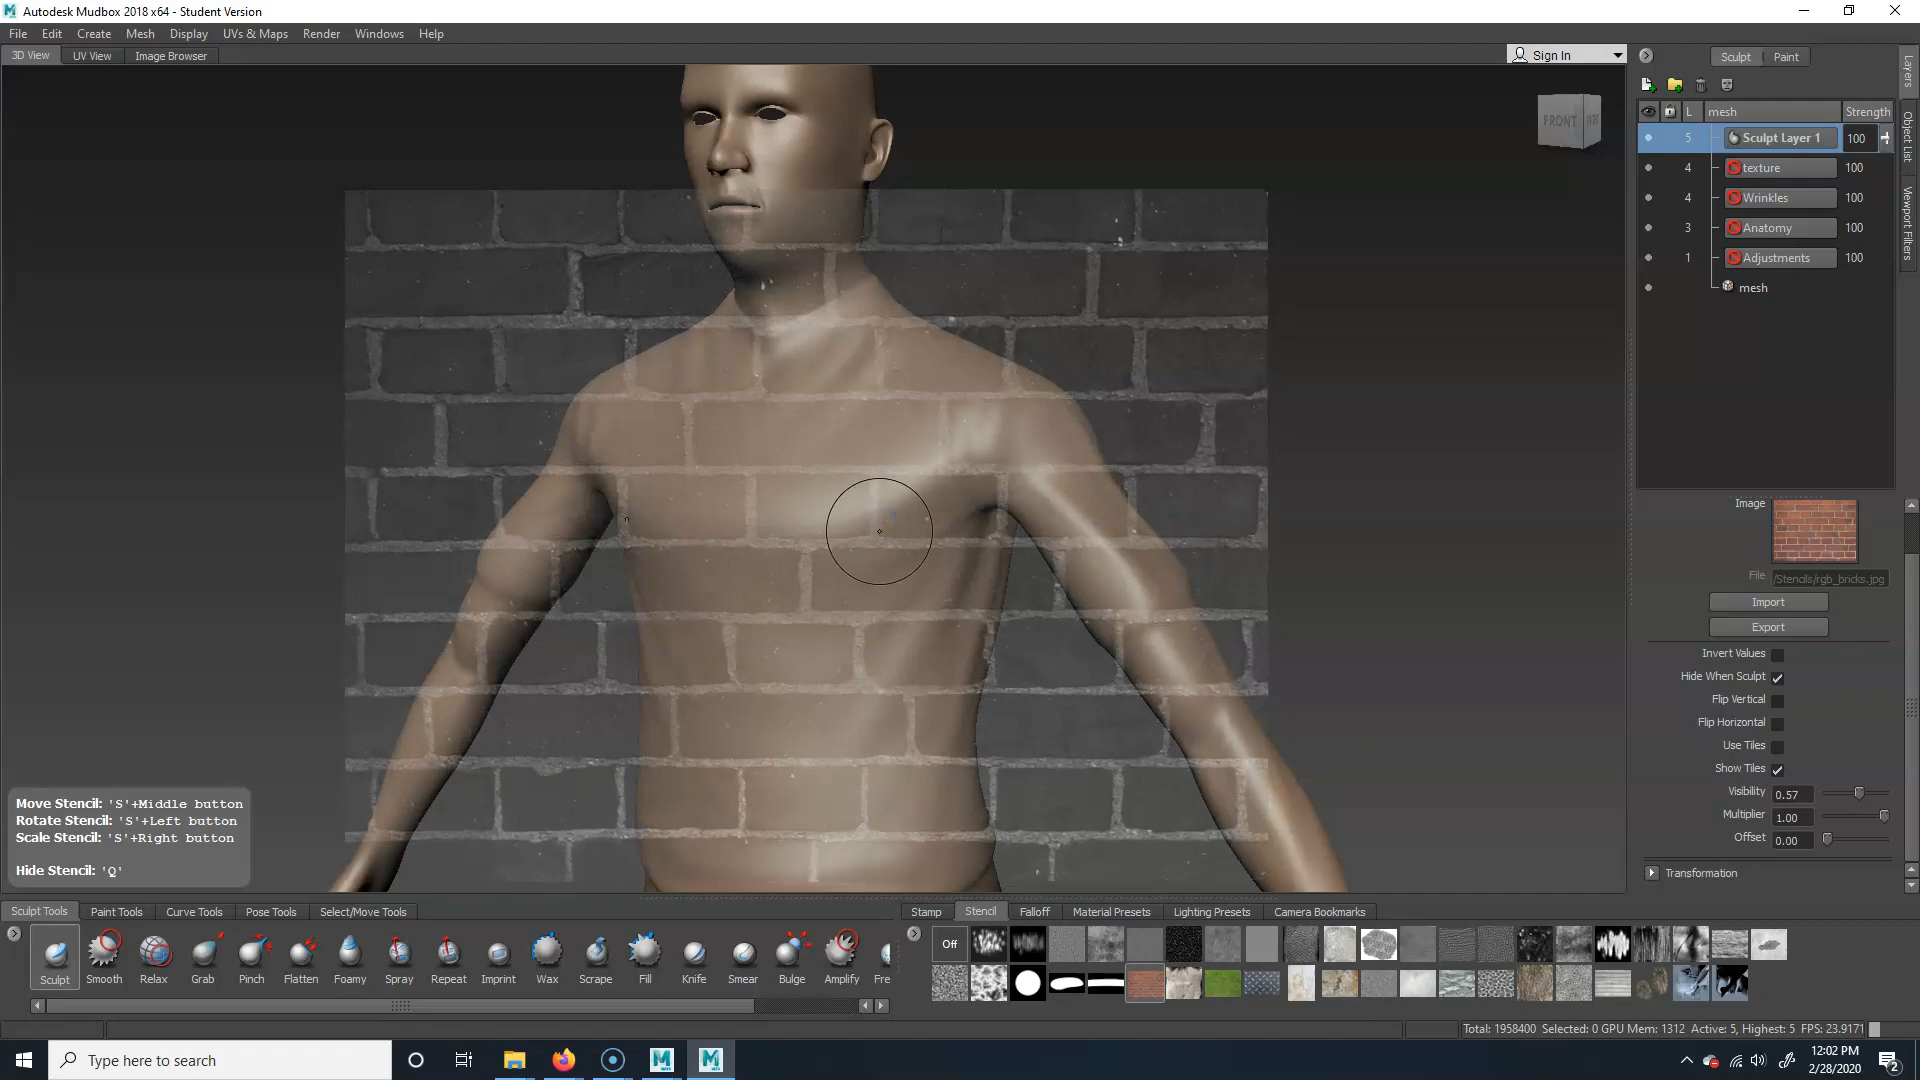 Autodesk Mudbox 2018 x64 - Student Version
File Edit Create Mesh Display UVs & Maps Render Windows Help
3D View UV View Image Browser
Sign In
Sculpt Paint
Layers
Object List
Viewport Filters
L mesh Strength
5 Sculpt Layer 1 100
4 texture 100
4 Wrinkles 100
3 Anatomy 100
1 Adjustments 100
mesh
FRONT
Image
File /Stencils/rgb_bricks.jpg
Import
Export
Invert Values
Hide When Sculpt
Flip Vertical
Flip Horizontal
Use Tiles
Show Tiles
Visibility 0.57
Multiplier 1.00
Offset 0.00
Transformation
Move Stencil: 'S'+Middle button
Rotate Stencil: 'S'+Left button
Scale Stencil: 'S'+Right button
Hide Stencil: 'Q'
Sculpt Tools Paint Tools Curve Tools Pose Tools Select/Move Tools
Sculpt Smooth Relax Grab Pinch Flatten Foamy Spray Repeat Imprint Wax Scrape Fill Knife Smear Bulge Amplify Fre
Stamp Stencil Falloff Material Presets Lighting Presets Camera Bookmarks
Off
Total: 1958400 Selected: 0 GPU Mem: 1312 Active: 5, Highest: 5 FPS: 23.9171
Type here to search
12:02 PM
2/28/2020
2